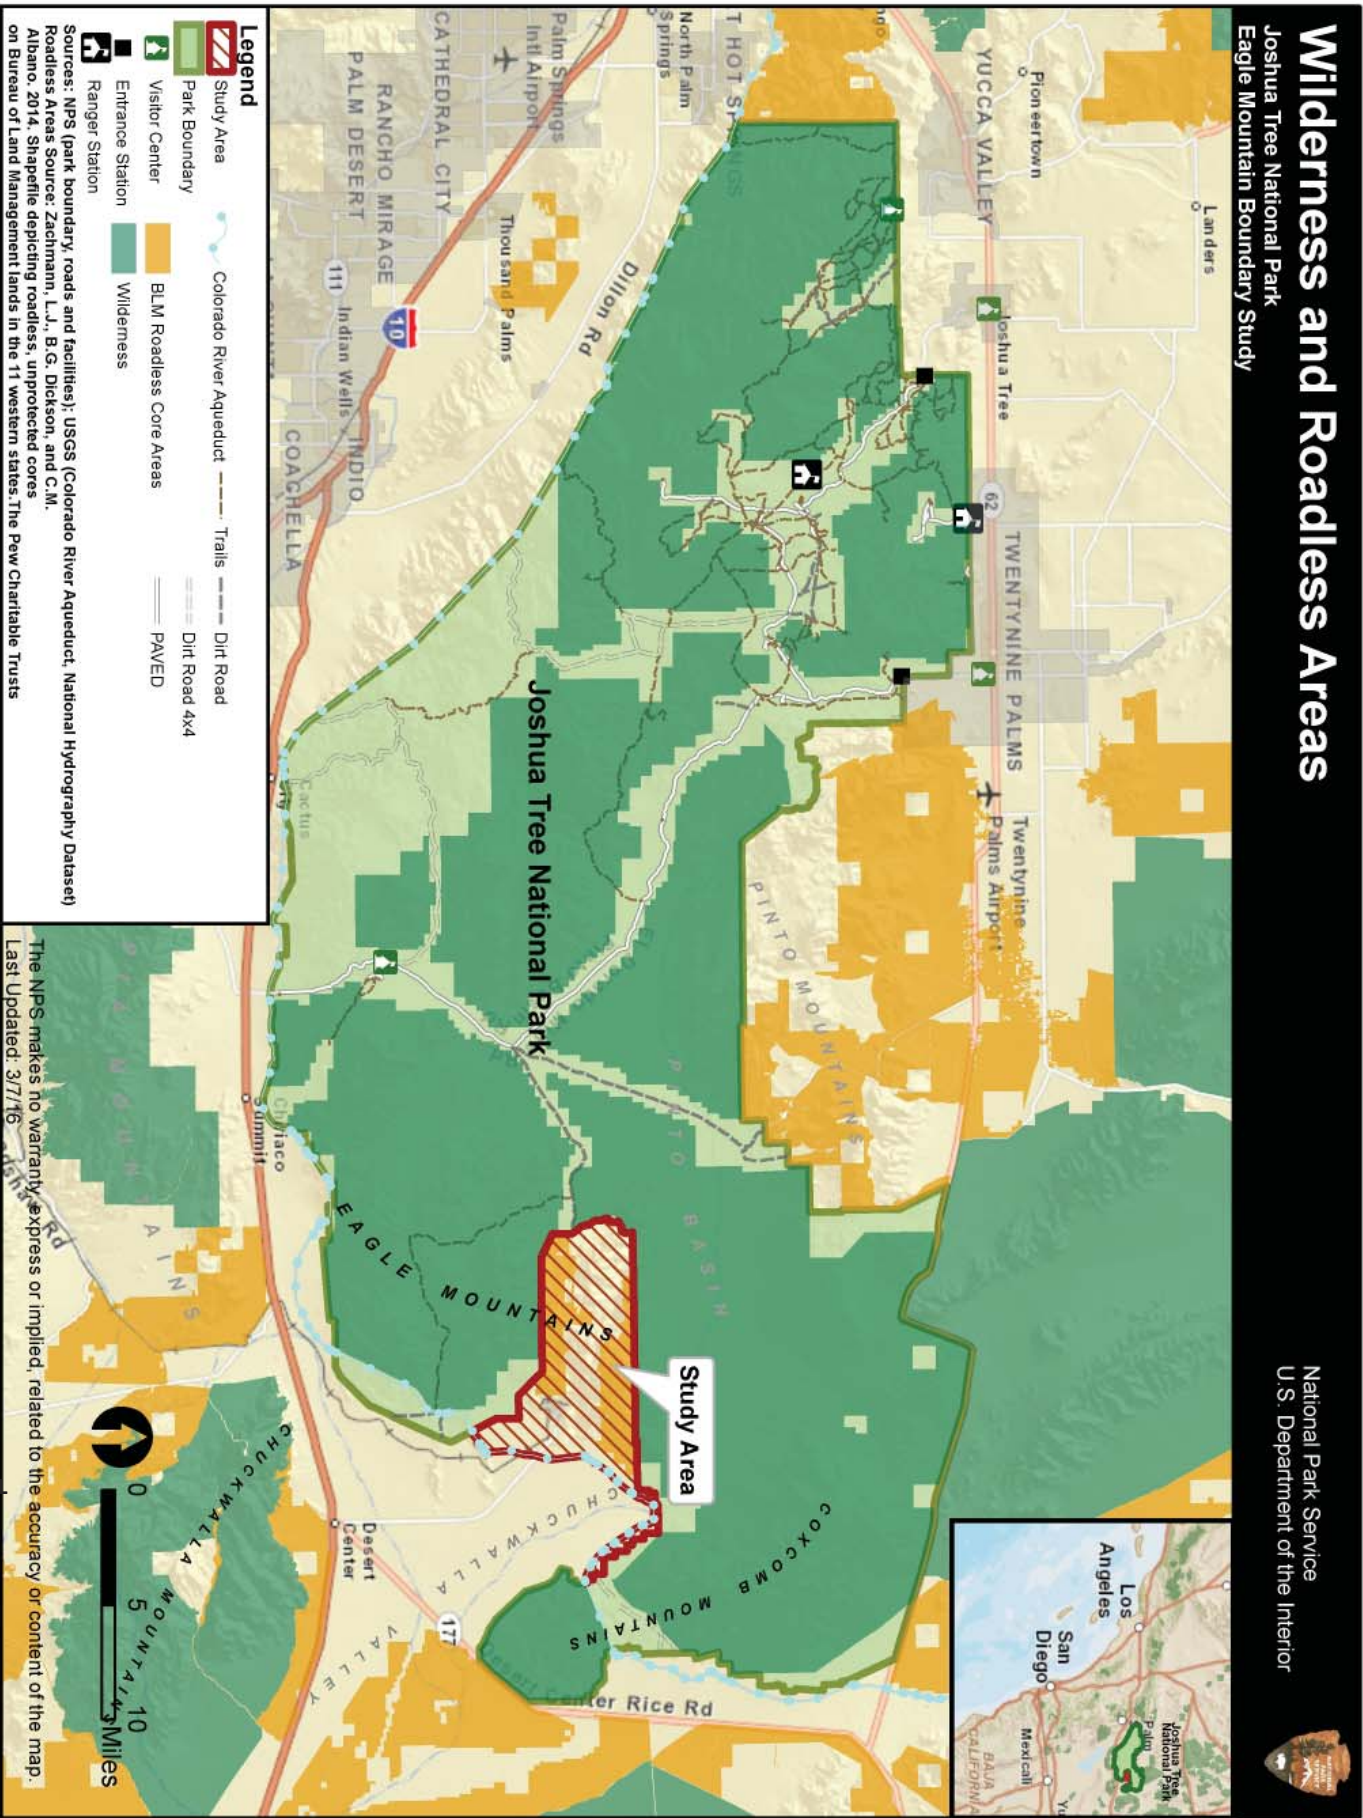 Wilderness and Roadless Areas
Joshua Tree National Park
Eagle Mountain Boundary Study
National Park Service
U.S. Department of the Interior
Landers
Pioneertown
YUCCA VALLEY
Joshua Tree
62
TWENTYNINE PALMS
Twentynine
Palms Airport
T HOT SPRINGS
North Palm
Springs
Palm Springs
Intl Airport
CATHEDRAL CITY
RANCHO MIRAGE
PALM DESERT
Thousand Palms
Dillon Rd
10
111
Indian Wells
INDIO
COACHELLA
PINTO MOUNTAINS
PINTO BASIN
Joshua Tree National Park
Cactus
City
Chiriaco
Summit
EAGLE MOUNTAINS
Study Area
COXCOMB MOUNTAINS
CHUCKWALLA VALLEY
Desert
Center
177
Desert Center Rice Rd
CHUCKWALLA MOUNTAINS
Los
Angeles
San
Diego
Joshua Tree
National Park
Palm
Mexicali
BAJA
CALIFORNIA
Legend
Study Area
Park Boundary
Visitor Center
Entrance Station
Ranger Station
Colorado River Aqueduct
BLM Roadless Core Areas
Wilderness
Trails
Dirt Road
Dirt Road 4x4
PAVED
Sources: NPS (park boundary, roads and facilities); USGS (Colorado River Aqueduct, National Hydrography Dataset)
Roadless Areas Source: Zachmann, L.J., B.G. Dickson, and C.M.
Albano. 2014. Shapefile depicting roadless, unprotected cores
on Bureau of Land Management lands in the 11 western states.The Pew Charitable Trusts
0 5 10
Miles
The NPS makes no warranty, express or implied, related to the accuracy or content of the map.
Last Updated: 3/7/16